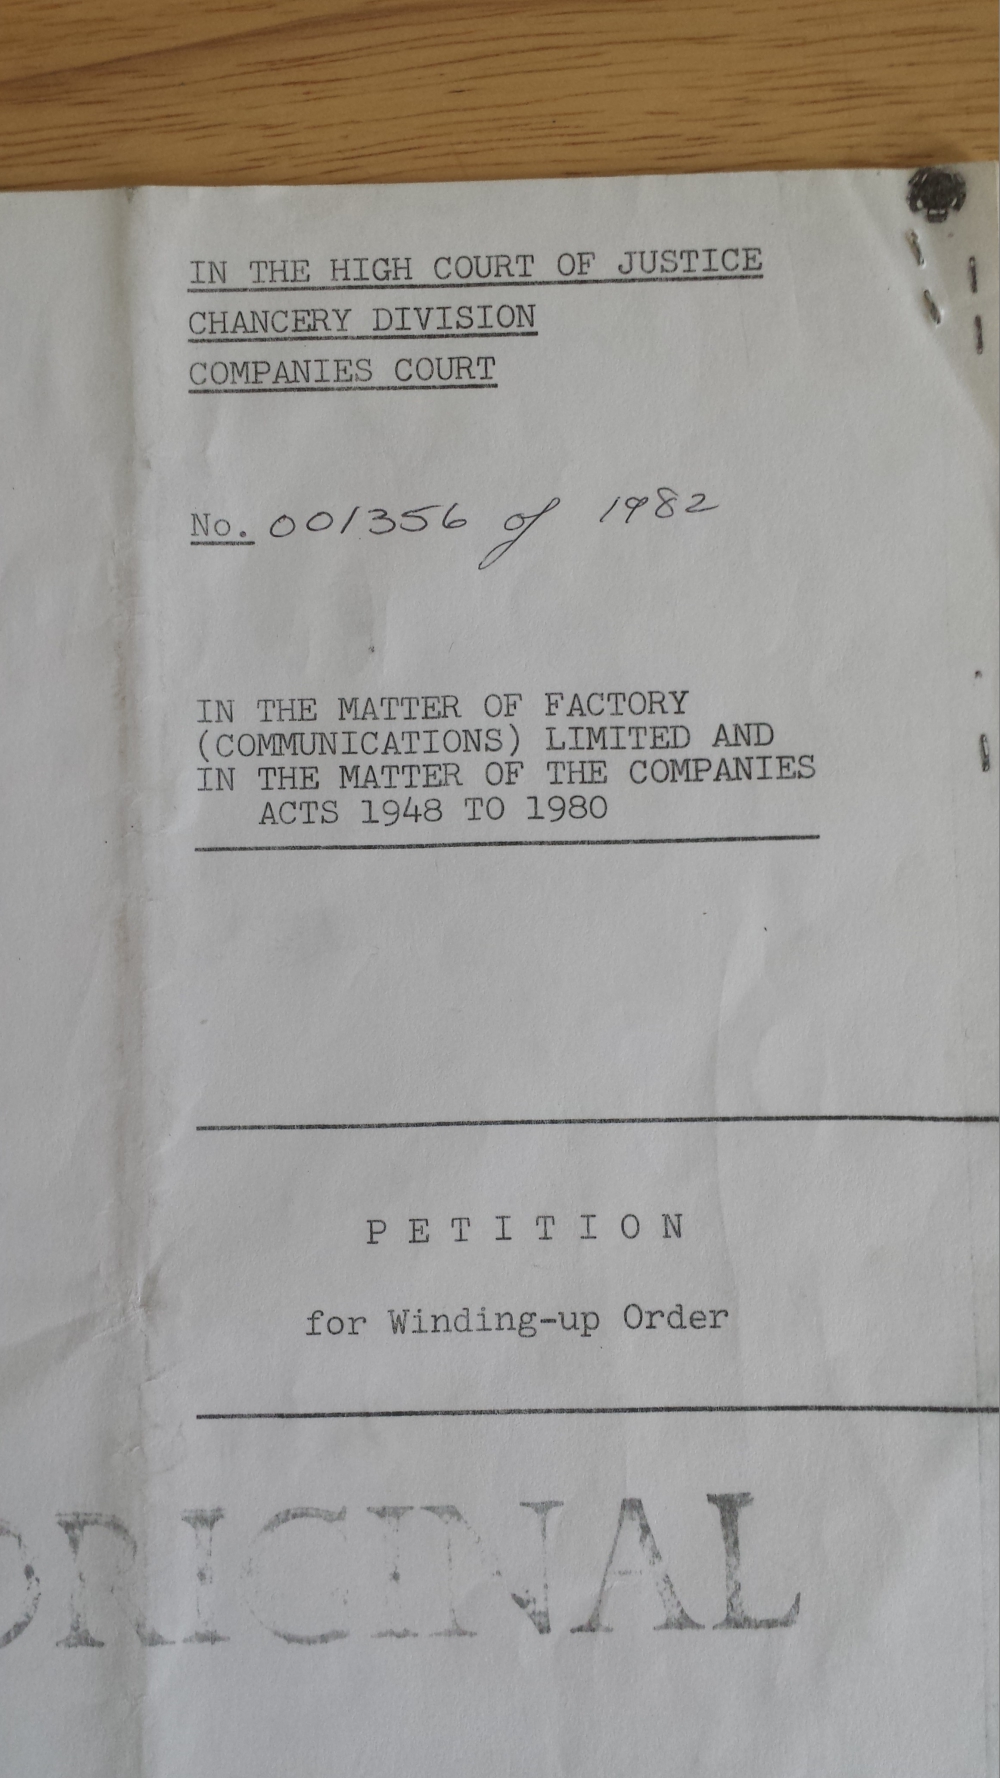 IN THE HIGH COURT OF JUSTICE
CHANCERY DIVISION
COMPANIES COURT
No. 001356 of 1982
IN THE MATTER OF FACTORY
(COMMUNICATIONS) LIMITED AND
IN THE MATTER OF THE COMPANIES
ACTS 1948 TO 1980
PETITION
for Winding-up Order
ORIGINAL